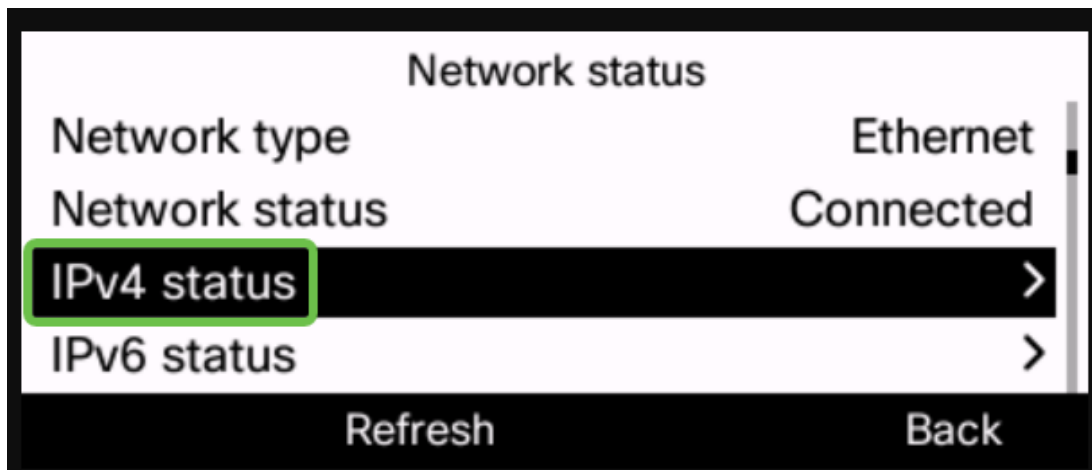 Network status
Network type Ethernet
Network status Connected
IPv4 status >
IPv6 status >
Refresh Back